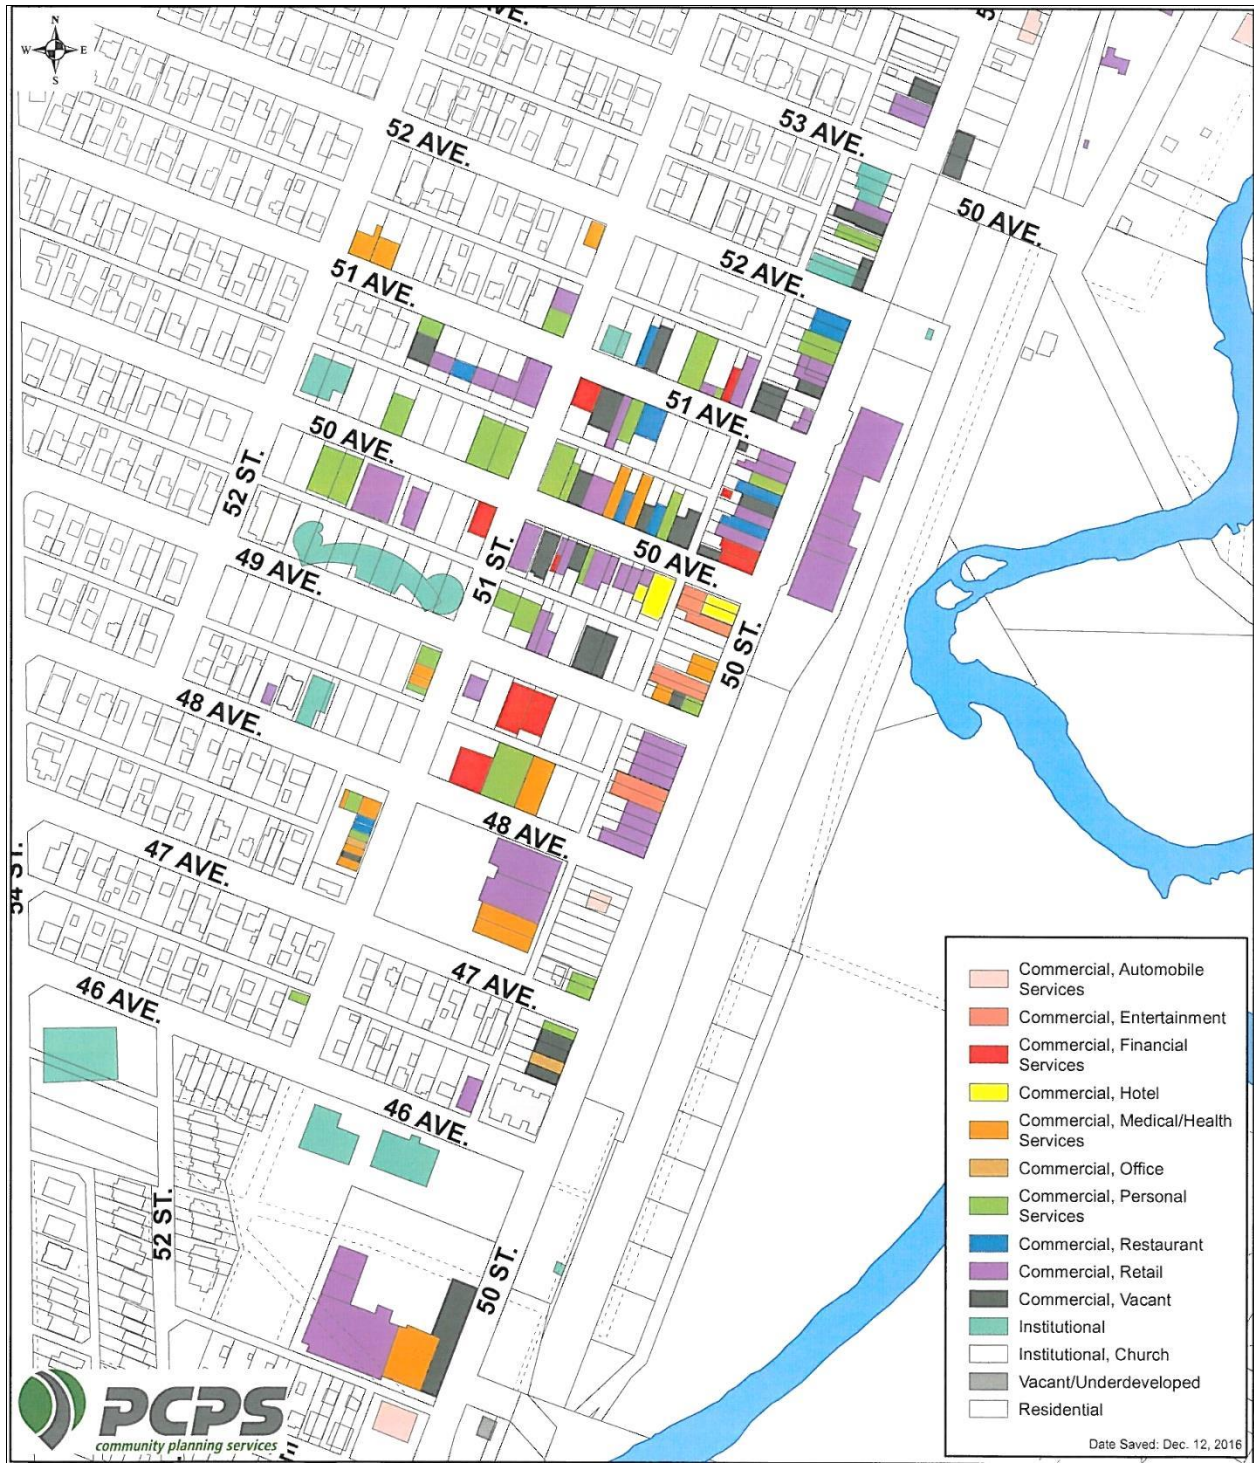 N
W E
S
AVE.
5
52 AVE.
53 AVE.
50 AVE.
52 AVE.
51 AVE.
51 AVE.
50 AVE.
52 ST.
50 AVE.
49 AVE.
51 ST.
50 ST.
48 AVE.
48 AVE.
47 AVE.
54 ST.
47 AVE.
46 AVE.
46 AVE.
52 ST.
50 ST.
Commercial, Automobile
Services
Commercial, Entertainment
Commercial, Financial
Services
Commercial, Hotel
Commercial, Medical/Health
Services
Commercial, Office
Commercial, Personal
Services
Commercial, Restaurant
Commercial, Retail
Commercial, Vacant
Institutional
Institutional, Church
Vacant/Underdeveloped
Residential
Date Saved: Dec. 12, 2016
PCPS
community planning services